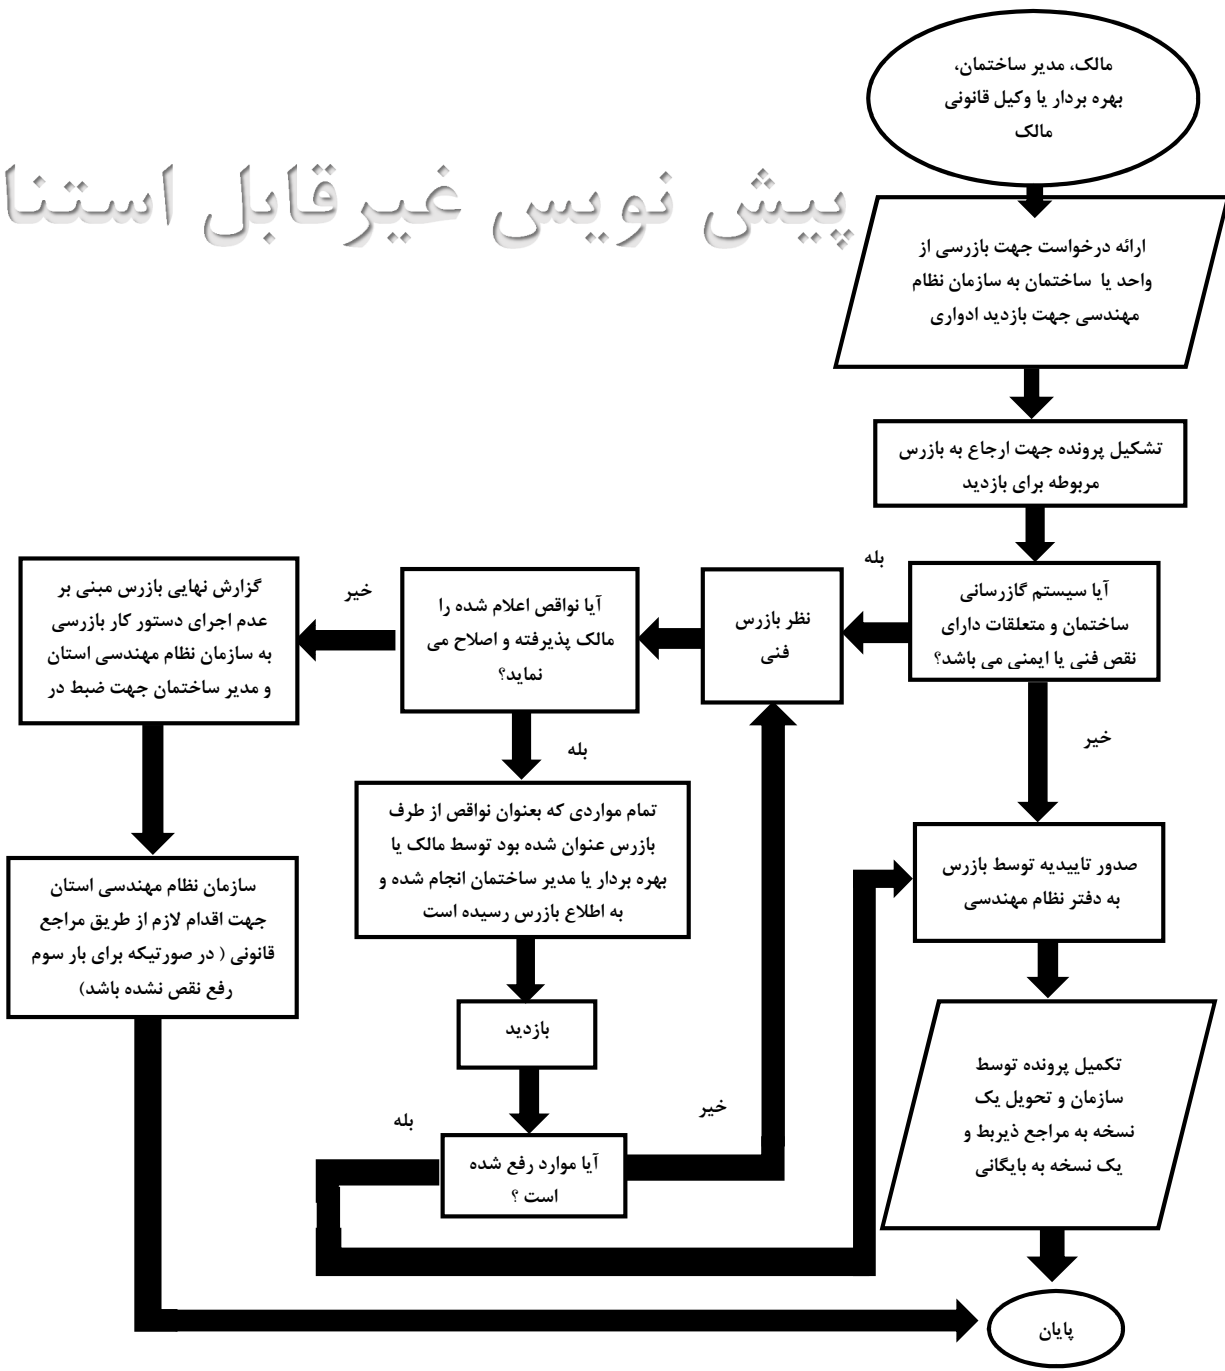 مالک، مدیر ساختمان،
بهره بردار یا وکیل قانونی
مالک
پیش نویس غیرقابل استنا
ارائه درخواست جهت بازرسی از
واحد یا ساختمان به سازمان نظام
مهندسی جهت بازدید ادواری
تشکیل پرونده جهت ارجاع به بازرس
مربوطه برای بازدید
آیا سیستم گازرسانی
ساختمان و متعلقات دارای
نقص فنی یا ایمنی می باشد؟
بله
خیر
نظر بازرس
فنی
آیا نواقص اعلام شده را
مالک پذیرفته و اصلاح می
نماید؟
خیر
بله
گزارش نهایی بازرس مبنی بر
عدم اجرای دستور کار بازرسی
به سازمان نظام مهندسی استان
و مدیر ساختمان جهت ضبط در
سازمان نظام مهندسی استان
جهت اقدام لازم از طریق مراجع
قانونی ( در صورتیکه برای بار سوم
رفع نقص نشده باشد)
تمام مواردی که بعنوان نواقص از طرف
بازرس عنوان شده بود توسط مالک یا
بهره بردار یا مدیر ساختمان انجام شده و
به اطلاع بازرس رسیده است
بازدید
آیا موارد رفع شده
است ؟
خیر
بله
صدور تاییدیه توسط بازرس
به دفتر نظام مهندسی
تکمیل پرونده توسط
سازمان و تحویل یک
نسخه به مراجع ذیربط و
یک نسخه به بایگانی
پایان